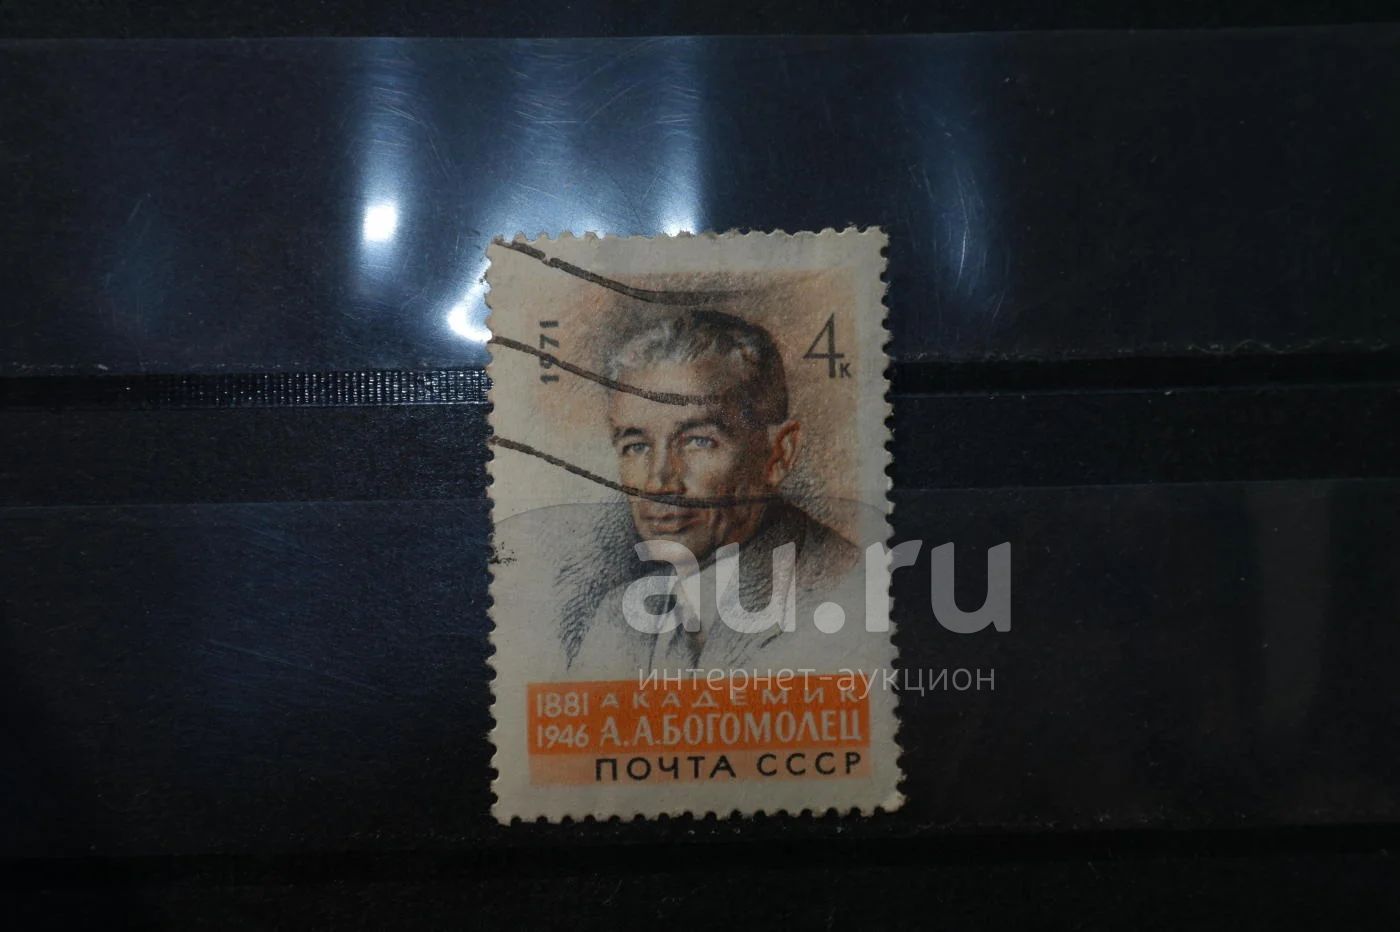 1971
4к
au.ru
интернет-аукцион
1881 АКАДЕМИК
1946 А.А.БОГОМОЛЕЦ
ПОЧТА СССР